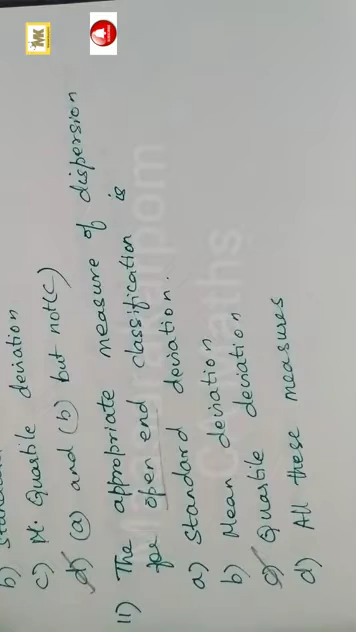 b)
c) M. Quartile deviation
d) (a) and (b) but not (c)
11) The appropriate measure of dispersion
for open end classification is
a) Standard deviation.
b) Mean deviation
c) Quartile deviation
d) All these measures
MK